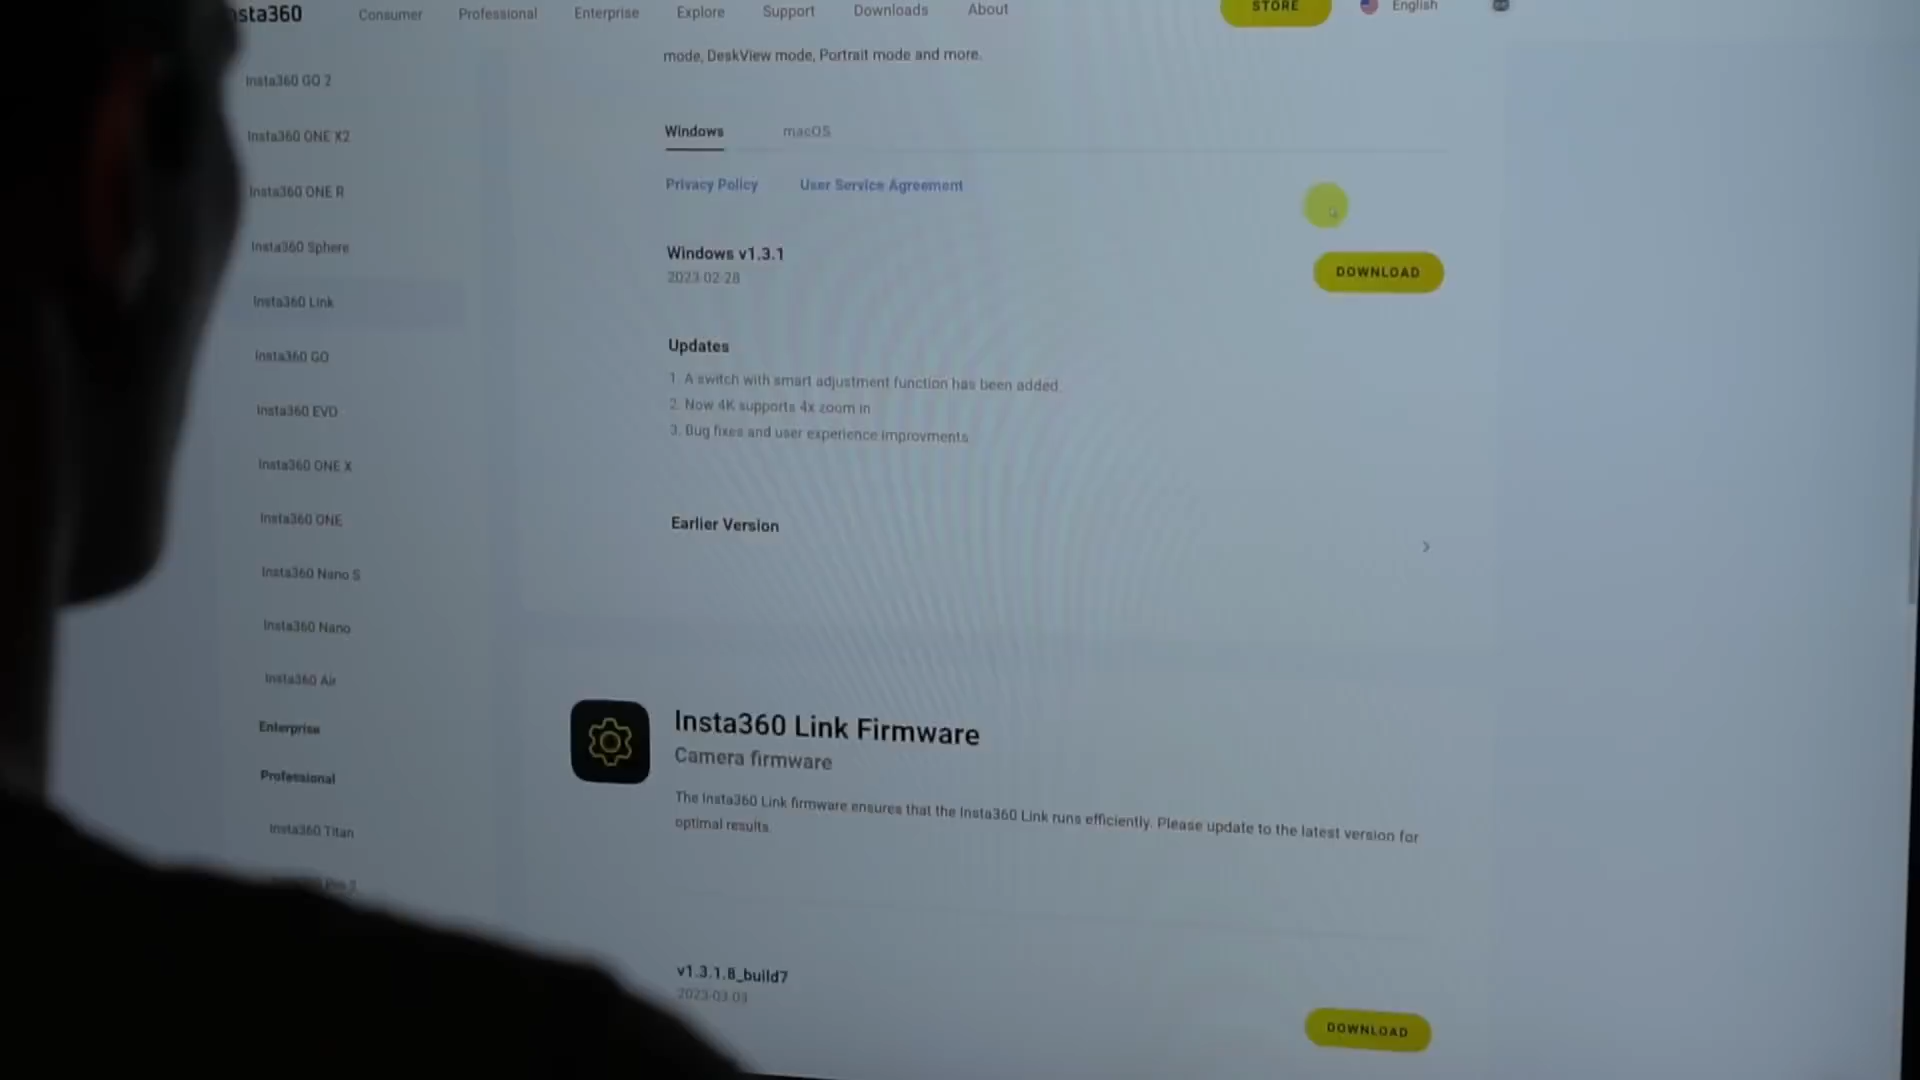 Insta360
Consumer
Professional
Enterprise
Explore
Support
Downloads
About
STORE
English
Insta360 GO 2
Insta360 ONE X2
Insta360 ONE R
Insta360 Sphere
Insta360 Link
Insta360 GO
Insta360 EVO
Insta360 ONE X
Insta360 ONE
Insta360 Nano S
Insta360 Nano
Insta360 Air
Enterprise
Professional
Insta360 Titan
Pro 2
mode, DeskView mode, Portrait mode and more.
Windows
macOS
Privacy Policy
User Service Agreement
Windows v1.3.1
2023-02-28
DOWNLOAD
Updates
1. A switch with smart adjustment function has been added.
2. Now 4K supports 4x zoom in
3. Bug fixes and user experience improvments
Earlier Version
Insta360 Link Firmware
Camera firmware
The Insta360 Link firmware ensures that the Insta360 Link runs efficiently. Please update to the latest version for
optimal results.
v1.3.1.8_build7
2023-03-03
DOWNLOAD